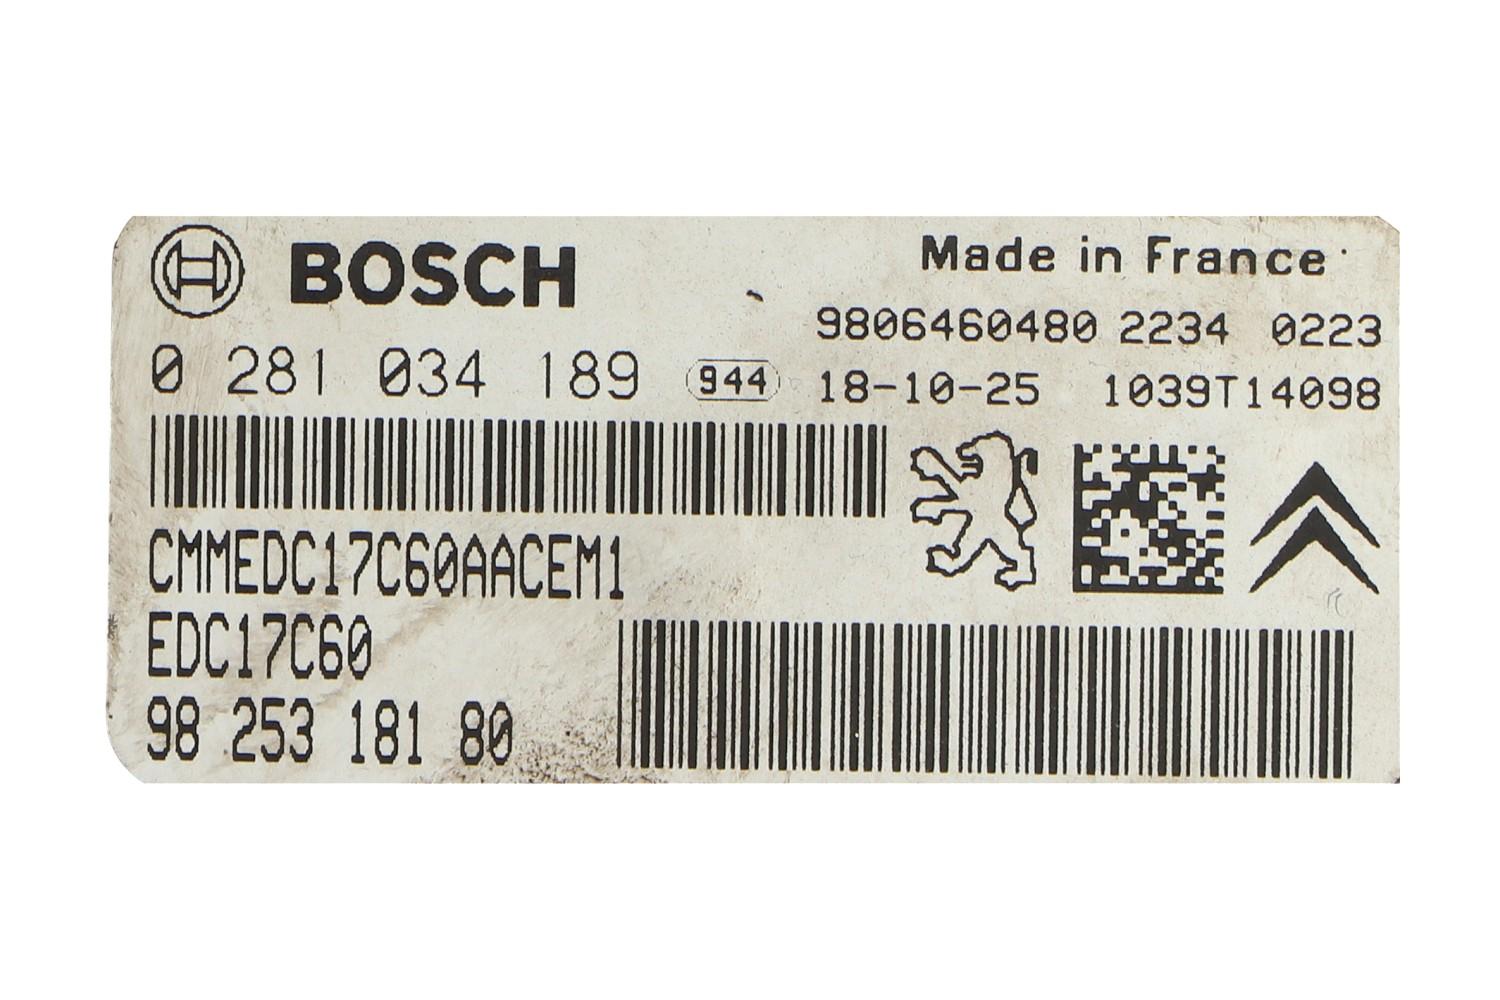 BOSCH
Made in France
9806460480 2234 0223
0 281 034 189 944 18-10-25 1039T14098
CMMEDC17C60AACEM1
EDC17C60
98 253 181 80